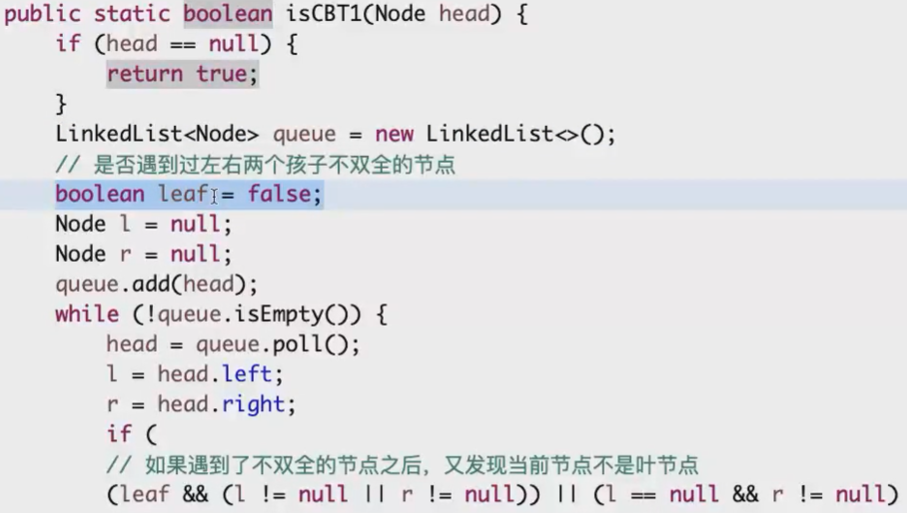 public static boolean isCBT1(Node head) {
if (head == null) {
return true;
}
LinkedList<Node> queue = new LinkedList<>();
// 是否遇到过左右两个孩子不双全的节点
boolean leaf = false;
Node l = null;
Node r = null;
queue.add(head);
while (!queue.isEmpty()) {
head = queue.poll();
l = head.left;
r = head.right;
if (
// 如果遇到了不双全的节点之后，又发现当前节点不是叶节点
(leaf && (l != null || r != null)) || (l == null && r != null)